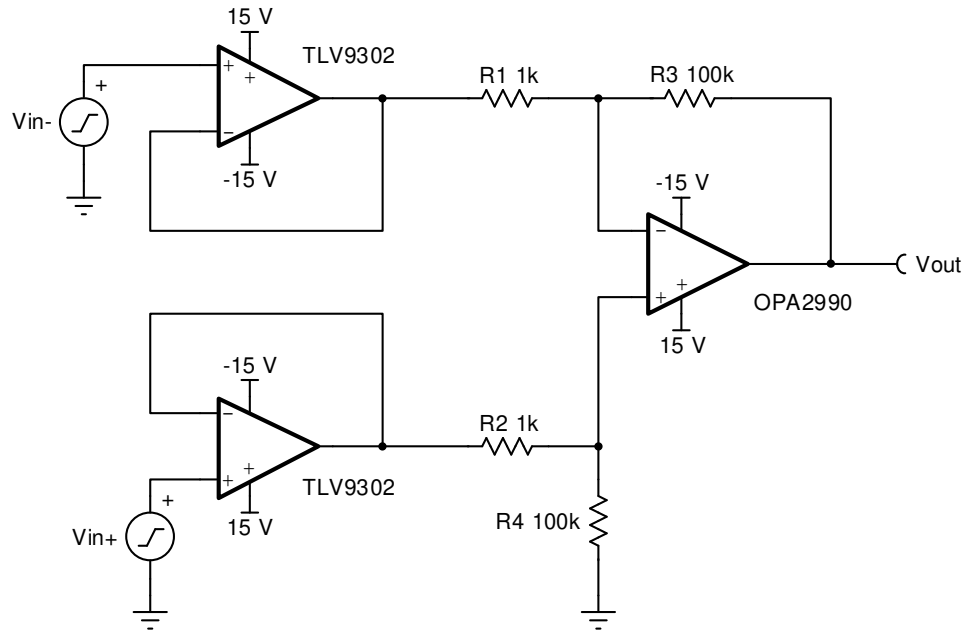 15 V
TLV9302
+
+
+
Vin-
−
-15 V
R1 1k
R3 100k
-15 V
−
+
+
Vout
OPA2990
15 V
-15 V
−
+
+
TLV9302
15 V
+
Vin+
R2 1k
R4 100k